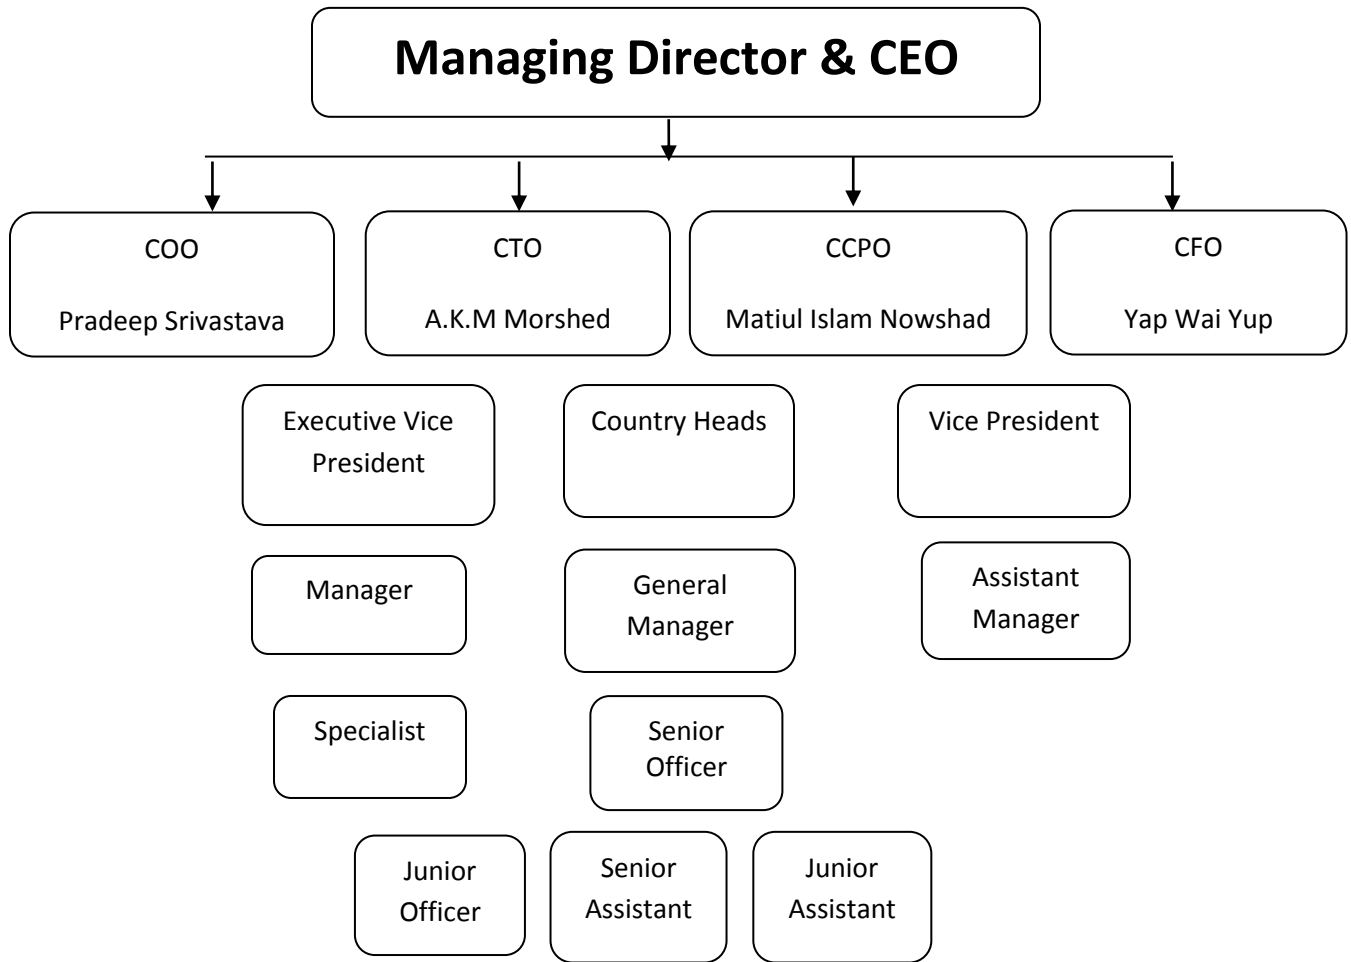 Managing Director & CEO
COO
Pradeep Srivastava
CTO
A.K.M Morshed
CCPO
Matiul Islam Nowshad
CFO
Yap Wai Yup
Executive Vice
President
Country Heads
Vice President
Manager
General
Manager
Assistant
Manager
Specialist
Senior
Officer
Junior
Officer
Senior
Assistant
Junior
Assistant